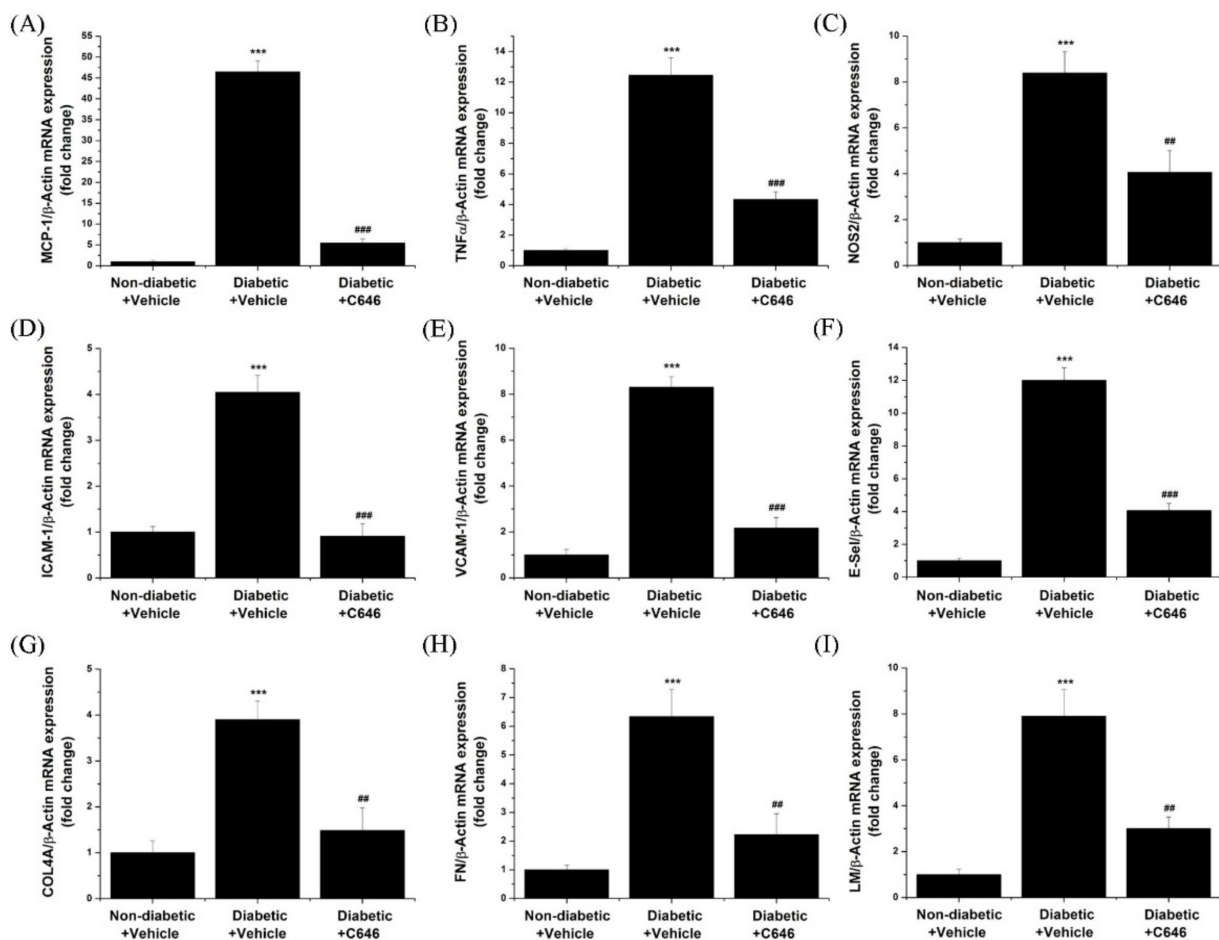 (A)
MCP-1/β-Actin mRNA expression
(fold change)
55
50
45
40
35
30
25
20
15
10
5
0
***
###
Non-diabetic Diabetic Diabetic
+Vehicle +Vehicle +C646
(B)
TNFα/β-Actin mRNA expression
(fold change)
14
12
10
8
6
4
2
0
***
###
Non-diabetic Diabetic Diabetic
+Vehicle +Vehicle +C646
(C)
NOS2/β-Actin mRNA expression
(fold change)
10
8
6
4
2
0
***
##
Non-diabetic Diabetic Diabetic
+Vehicle +Vehicle +C646
(D)
ICAM-1/β-Actin mRNA expression
(fold change)
5
4
3
2
1
0
***
###
Non-diabetic Diabetic Diabetic
+Vehicle +Vehicle +C646
(E)
VCAM-1/β-Actin mRNA expression
(fold change)
10
8
6
4
2
0
***
###
Non-diabetic Diabetic Diabetic
+Vehicle +Vehicle +C646
(F)
E-Sel/β-Actin mRNA expression
(fold change)
14
12
10
8
6
4
2
0
***
###
Non-diabetic Diabetic Diabetic
+Vehicle +Vehicle +C646
(G)
COL4A/β-Actin mRNA expression
(fold change)
5
4
3
2
1
0
***
##
Non-diabetic Diabetic Diabetic
+Vehicle +Vehicle +C646
(H)
FN/β-Actin mRNA expression
(fold change)
8
7
6
5
4
3
2
1
0
***
##
Non-diabetic Diabetic Diabetic
+Vehicle +Vehicle +C646
(I)
LM/β-Actin mRNA expression
(fold change)
10
8
6
4
2
0
***
##
Non-diabetic Diabetic Diabetic
+Vehicle +Vehicle +C646